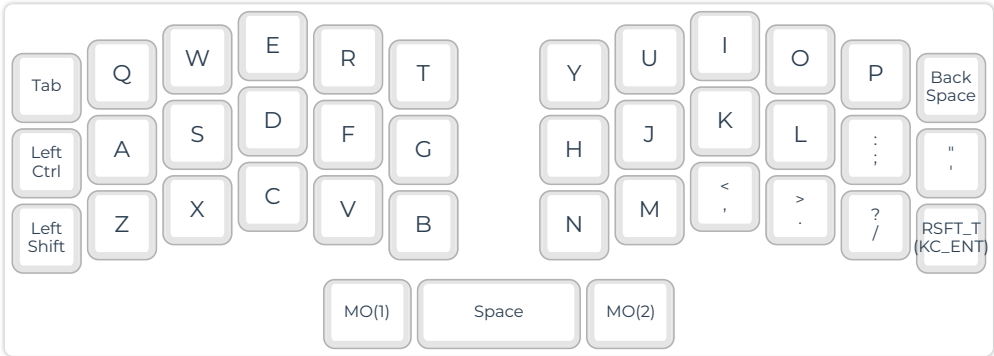 Tab Q W E R T Y U I O P Back
Space
Left
Ctrl A S D F G H J K L :
; "
'
Left
Shift Z X C V B N M <
, >
. ?
/ RSFT_T
(KC_ENT)
MO(1) Space MO(2)